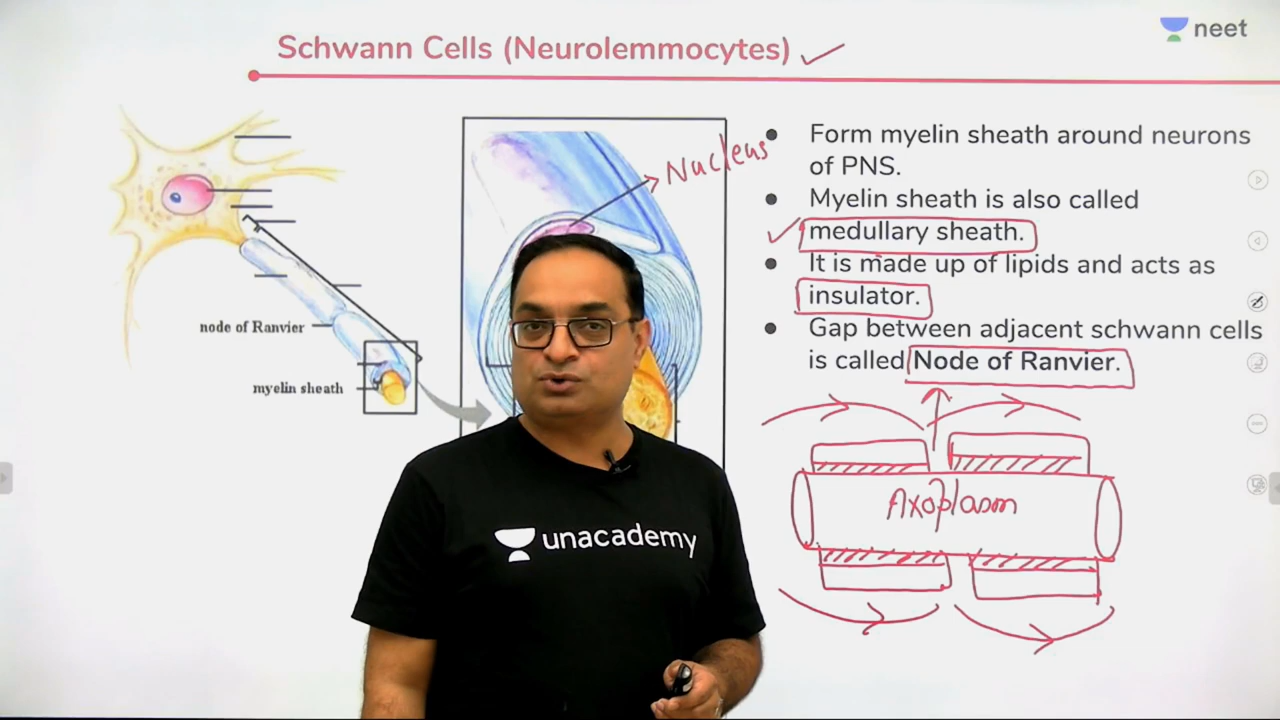 neet
Schwann Cells (Neurolemmocytes)
Nucleus
• Form myelin sheath around neurons
of PNS.
• Myelin sheath is also called
medullary sheath.
• It is made up of lipids and acts as
insulator.
• Gap between adjacent schwann cells
is called Node of Ranvier.
node of Ranvier
myelin sheath
Axoplasm
unacademy